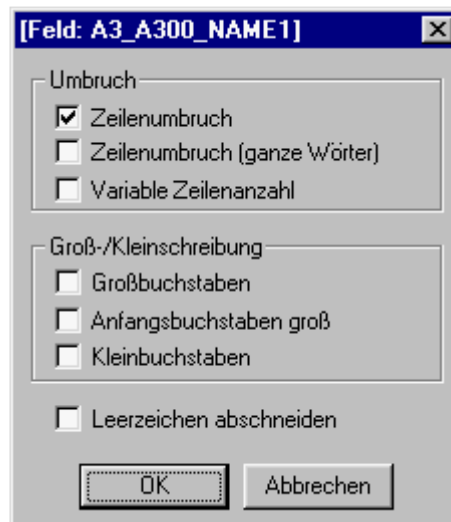 [Feld: A3_A300_NAME1]
Umbruch
Zeilenumbruch
Zeilenumbruch (ganze Wörter)
Variable Zeilenanzahl
Groß-/Kleinschreibung
Großbuchstaben
Anfangsbuchstaben groß
Kleinbuchstaben
Leerzeichen abschneiden
OK
Abbrechen